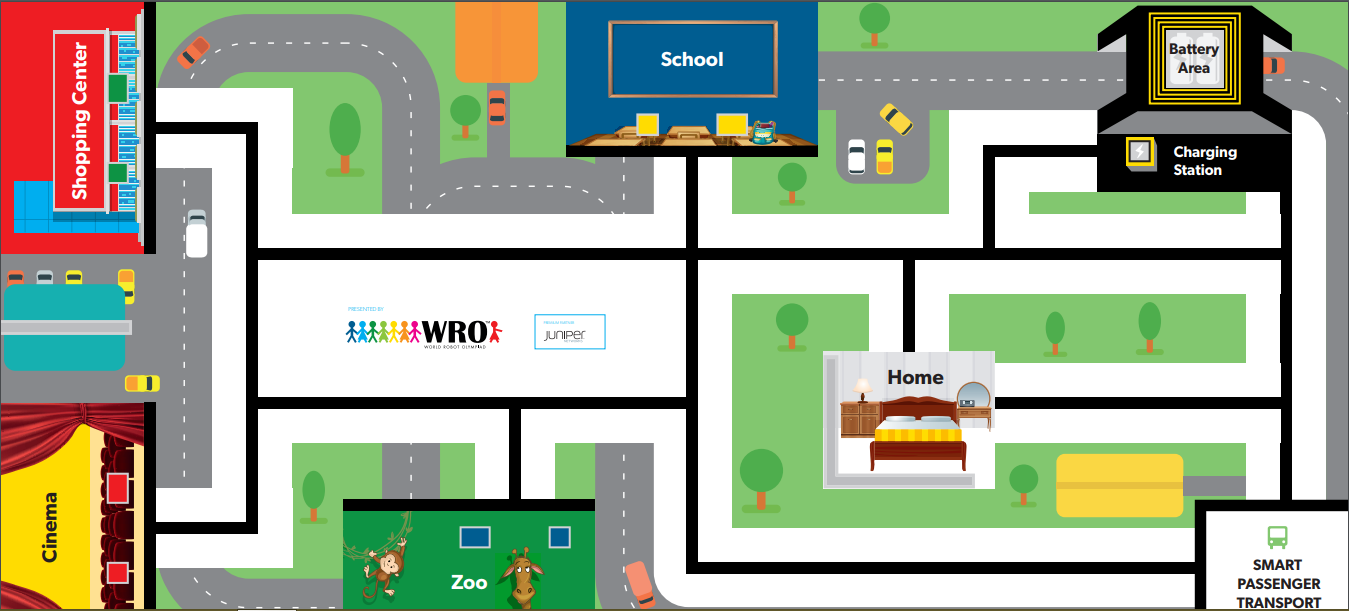 Shopping Center
School
Battery
Area
Charging
Station
PRESENTED BY
WRO
WORLD ROBOT OLYMPIAD
JUNIPER
NETWORKS
Home
Cinema
Zoo
SMART
PASSENGER
TRANSPORT